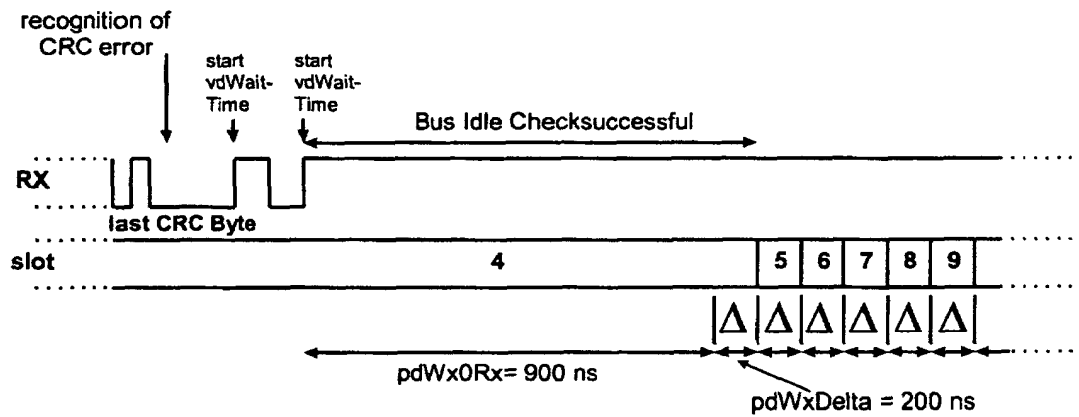 recognition of
CRC error
start
vdWait-
Time
start
vdWait-
Time
Bus Idle Checksuccessful
RX
last CRC Byte
slot
4
5
6
7
8
9
Δ
Δ
Δ
Δ
Δ
Δ
pdWx0Rx= 900 ns
pdWxDelta = 200 ns